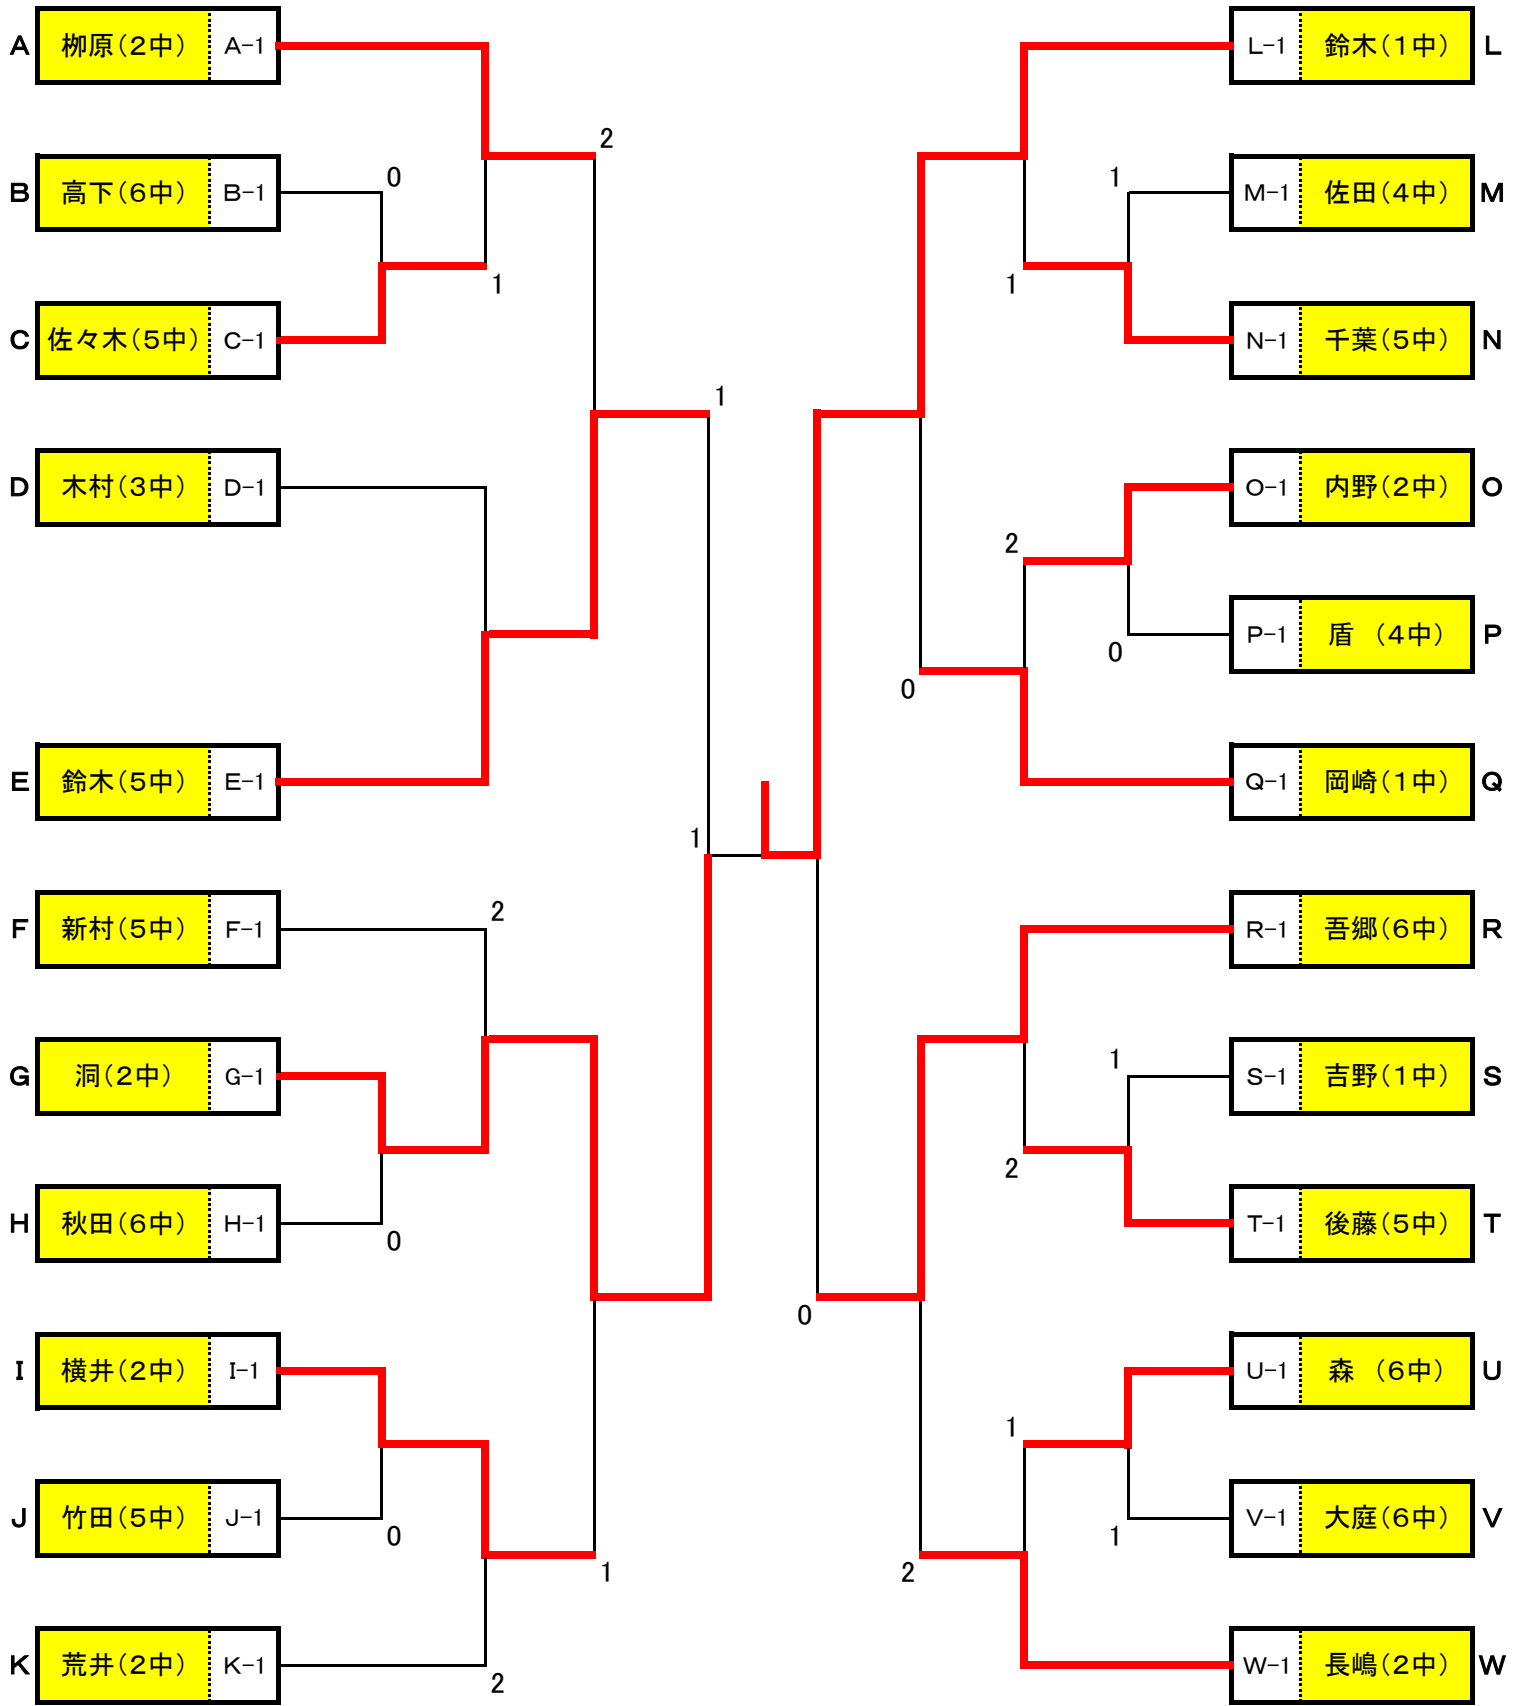 A 栁原(2中) A-1
L-1 鈴木(1中) L
2
B 高下(6中) B-1
0
1
M-1 佐田(4中) M
1
1
C 佐々木(5中) C-1
N-1 千葉(5中) N
1
D 木村(3中) D-1
O-1 内野(2中) O
2
P-1 盾 (4中) P
0
0
E 鈴木(5中) E-1
Q-1 岡崎(1中) Q
1
F 新村(5中) F-1
2
R-1 吾郷(6中) R
G 洞(2中) G-1
1
S-1 吉野(1中) S
2
H 秋田(6中) H-1
0
T-1 後藤(5中) T
0
I 横井(2中) I-1
U-1 森 (6中) U
1
J 竹田(5中) J-1
0
V-1 大庭(6中) V
1
1
2
K 荒井(2中) K-1
2
W-1 長嶋(2中) W